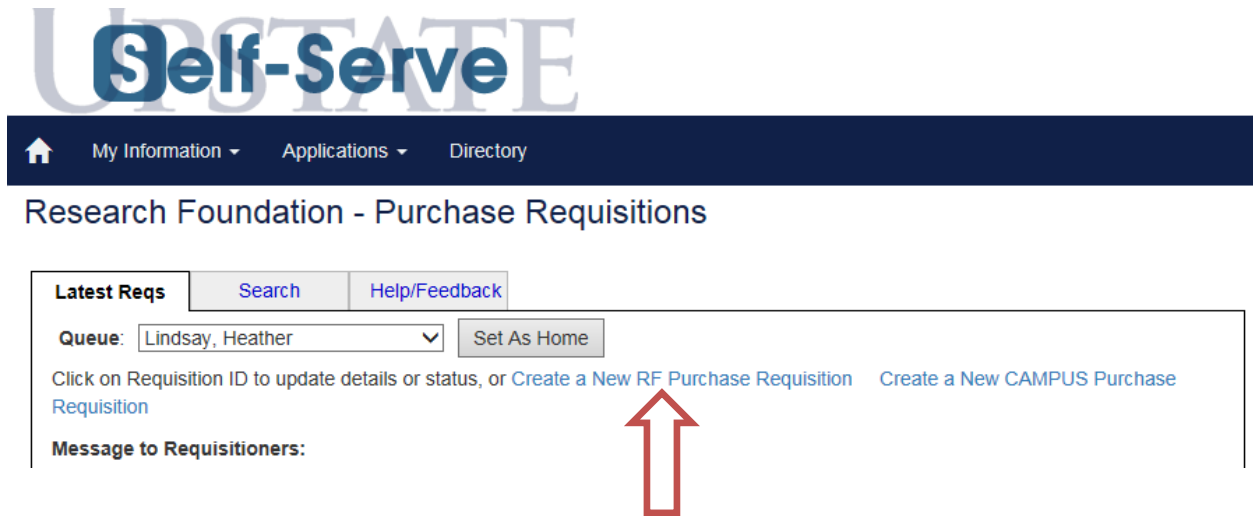 UPSTATE
Self-Serve
My Information Applications Directory
Research Foundation - Purchase Requisitions
Latest Reqs Search Help/Feedback
Queue: Lindsay, Heather Set As Home
Click on Requisition ID to update details or status, or Create a New RF Purchase Requisition Create a New CAMPUS Purchase
Requisition
Message to Requisitioners: